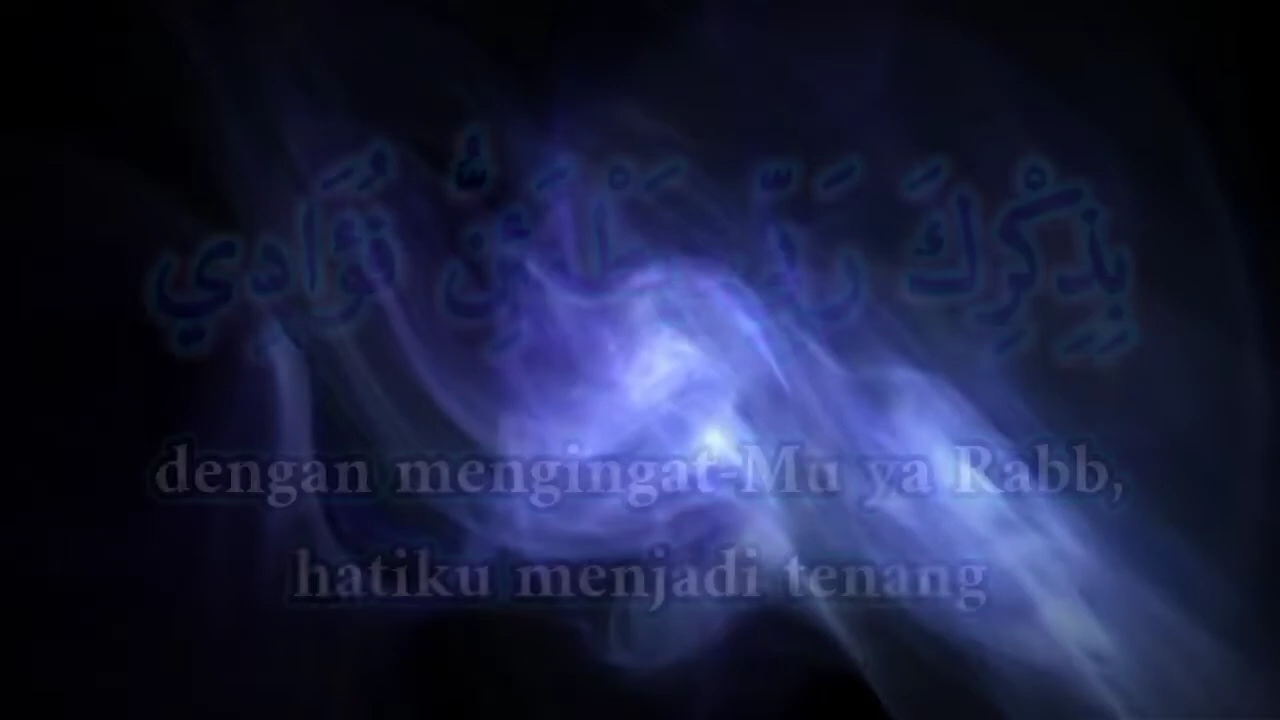 بِذِكْرِكَ فُؤَادِي
dengan mengingat-Mu ya Rabb,
hatiku menjadi tenang